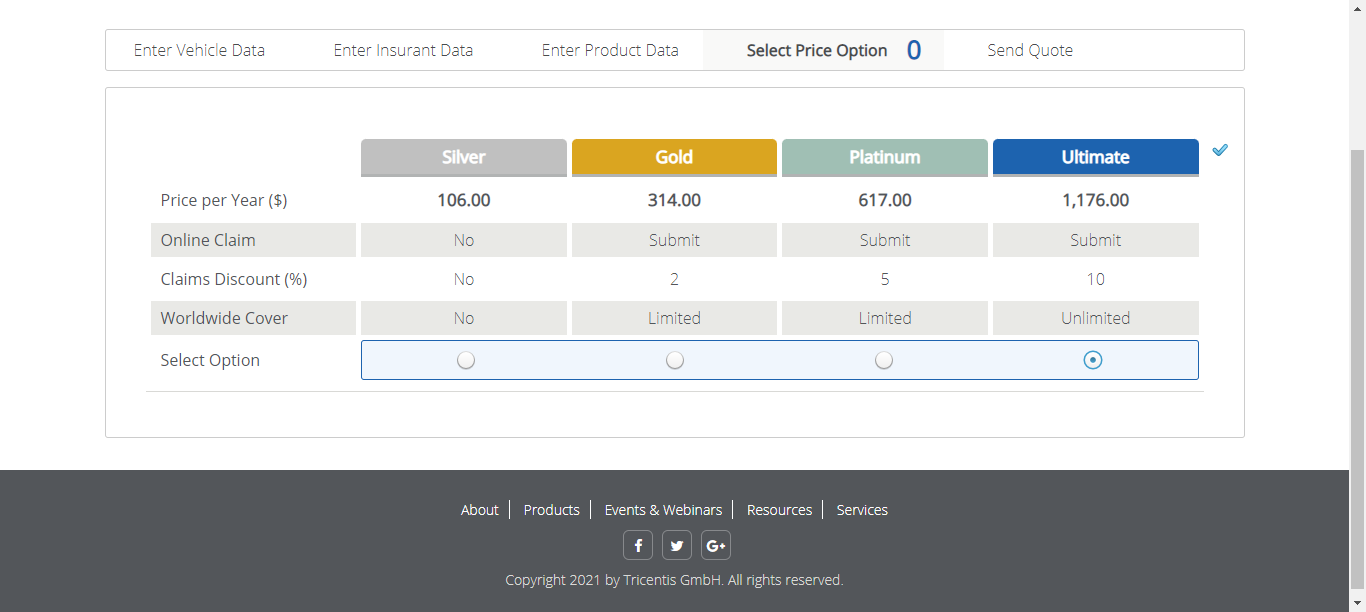 Enter Vehicle Data Enter Insurant Data Enter Product Data Select Price Option 0 Send Quote
Silver Gold Platinum Ultimate
Price per Year ($) 106.00 314.00 617.00 1,176.00
Online Claim No Submit Submit Submit
Claims Discount (%) No 2 5 10
Worldwide Cover No Limited Limited Unlimited
Select Option
About Products Events & Webinars Resources Services
f G+
Copyright 2021 by Tricentis GmbH. All rights reserved.